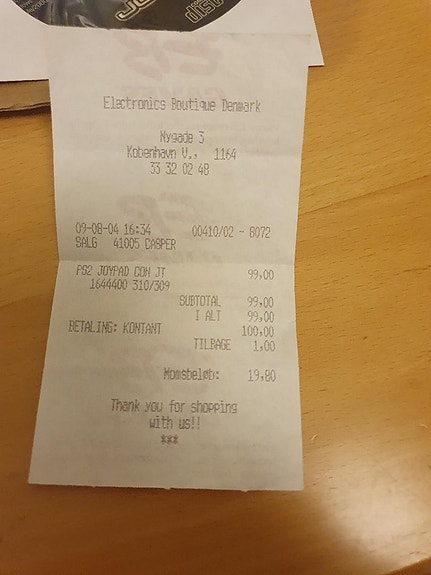 Electronics Boutique Denmark
Nygade 3
Kobenhavn V., 1164
33 32 02 48
09-08-04 16:34 00410/02 - 8072
SALG 41005 CASPER
PS2 JOYPAD CON JT 99,00
1644400 310/309
SUBTOTAL 99,00
I ALT 99,00
BETALING: KONTANT 100,00
TILBAGE 1,00
Momsbeløb: 19,80
Thank you for shopping
with us!!
***